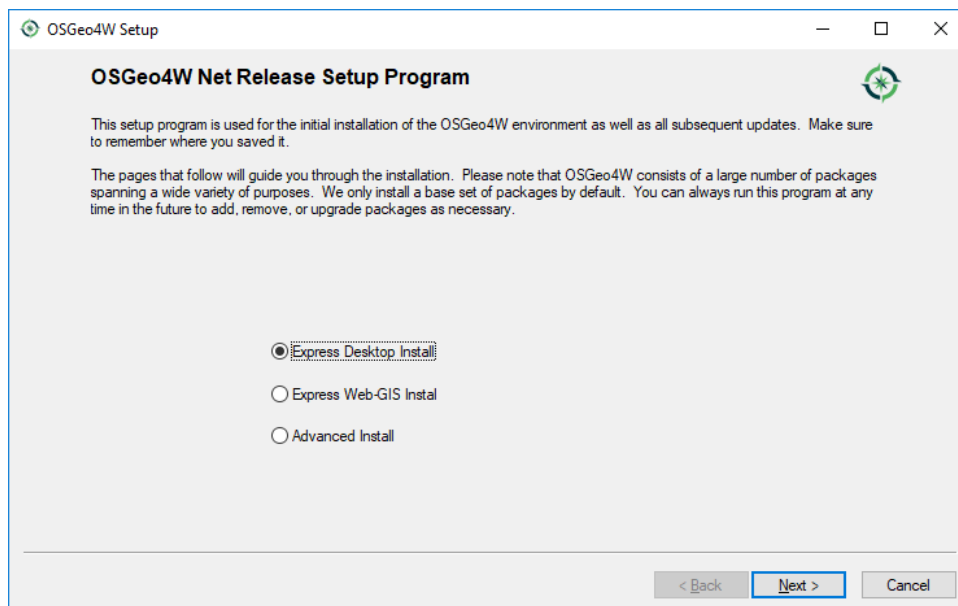 OSGeo4W Setup
OSGeo4W Net Release Setup Program
This setup program is used for the initial installation of the OSGeo4W environment as well as all subsequent updates.  Make sure
to remember where you saved it.
The pages that follow will guide you through the installation.  Please note that OSGeo4W consists of a large number of packages
spanning a wide variety of purposes.  We only install a base set of packages by default.  You can always run this program at any
time in the future to add, remove, or upgrade packages as necessary.
Express Desktop Install
Express Web-GIS Instal
Advanced Install
< Back Next > Cancel